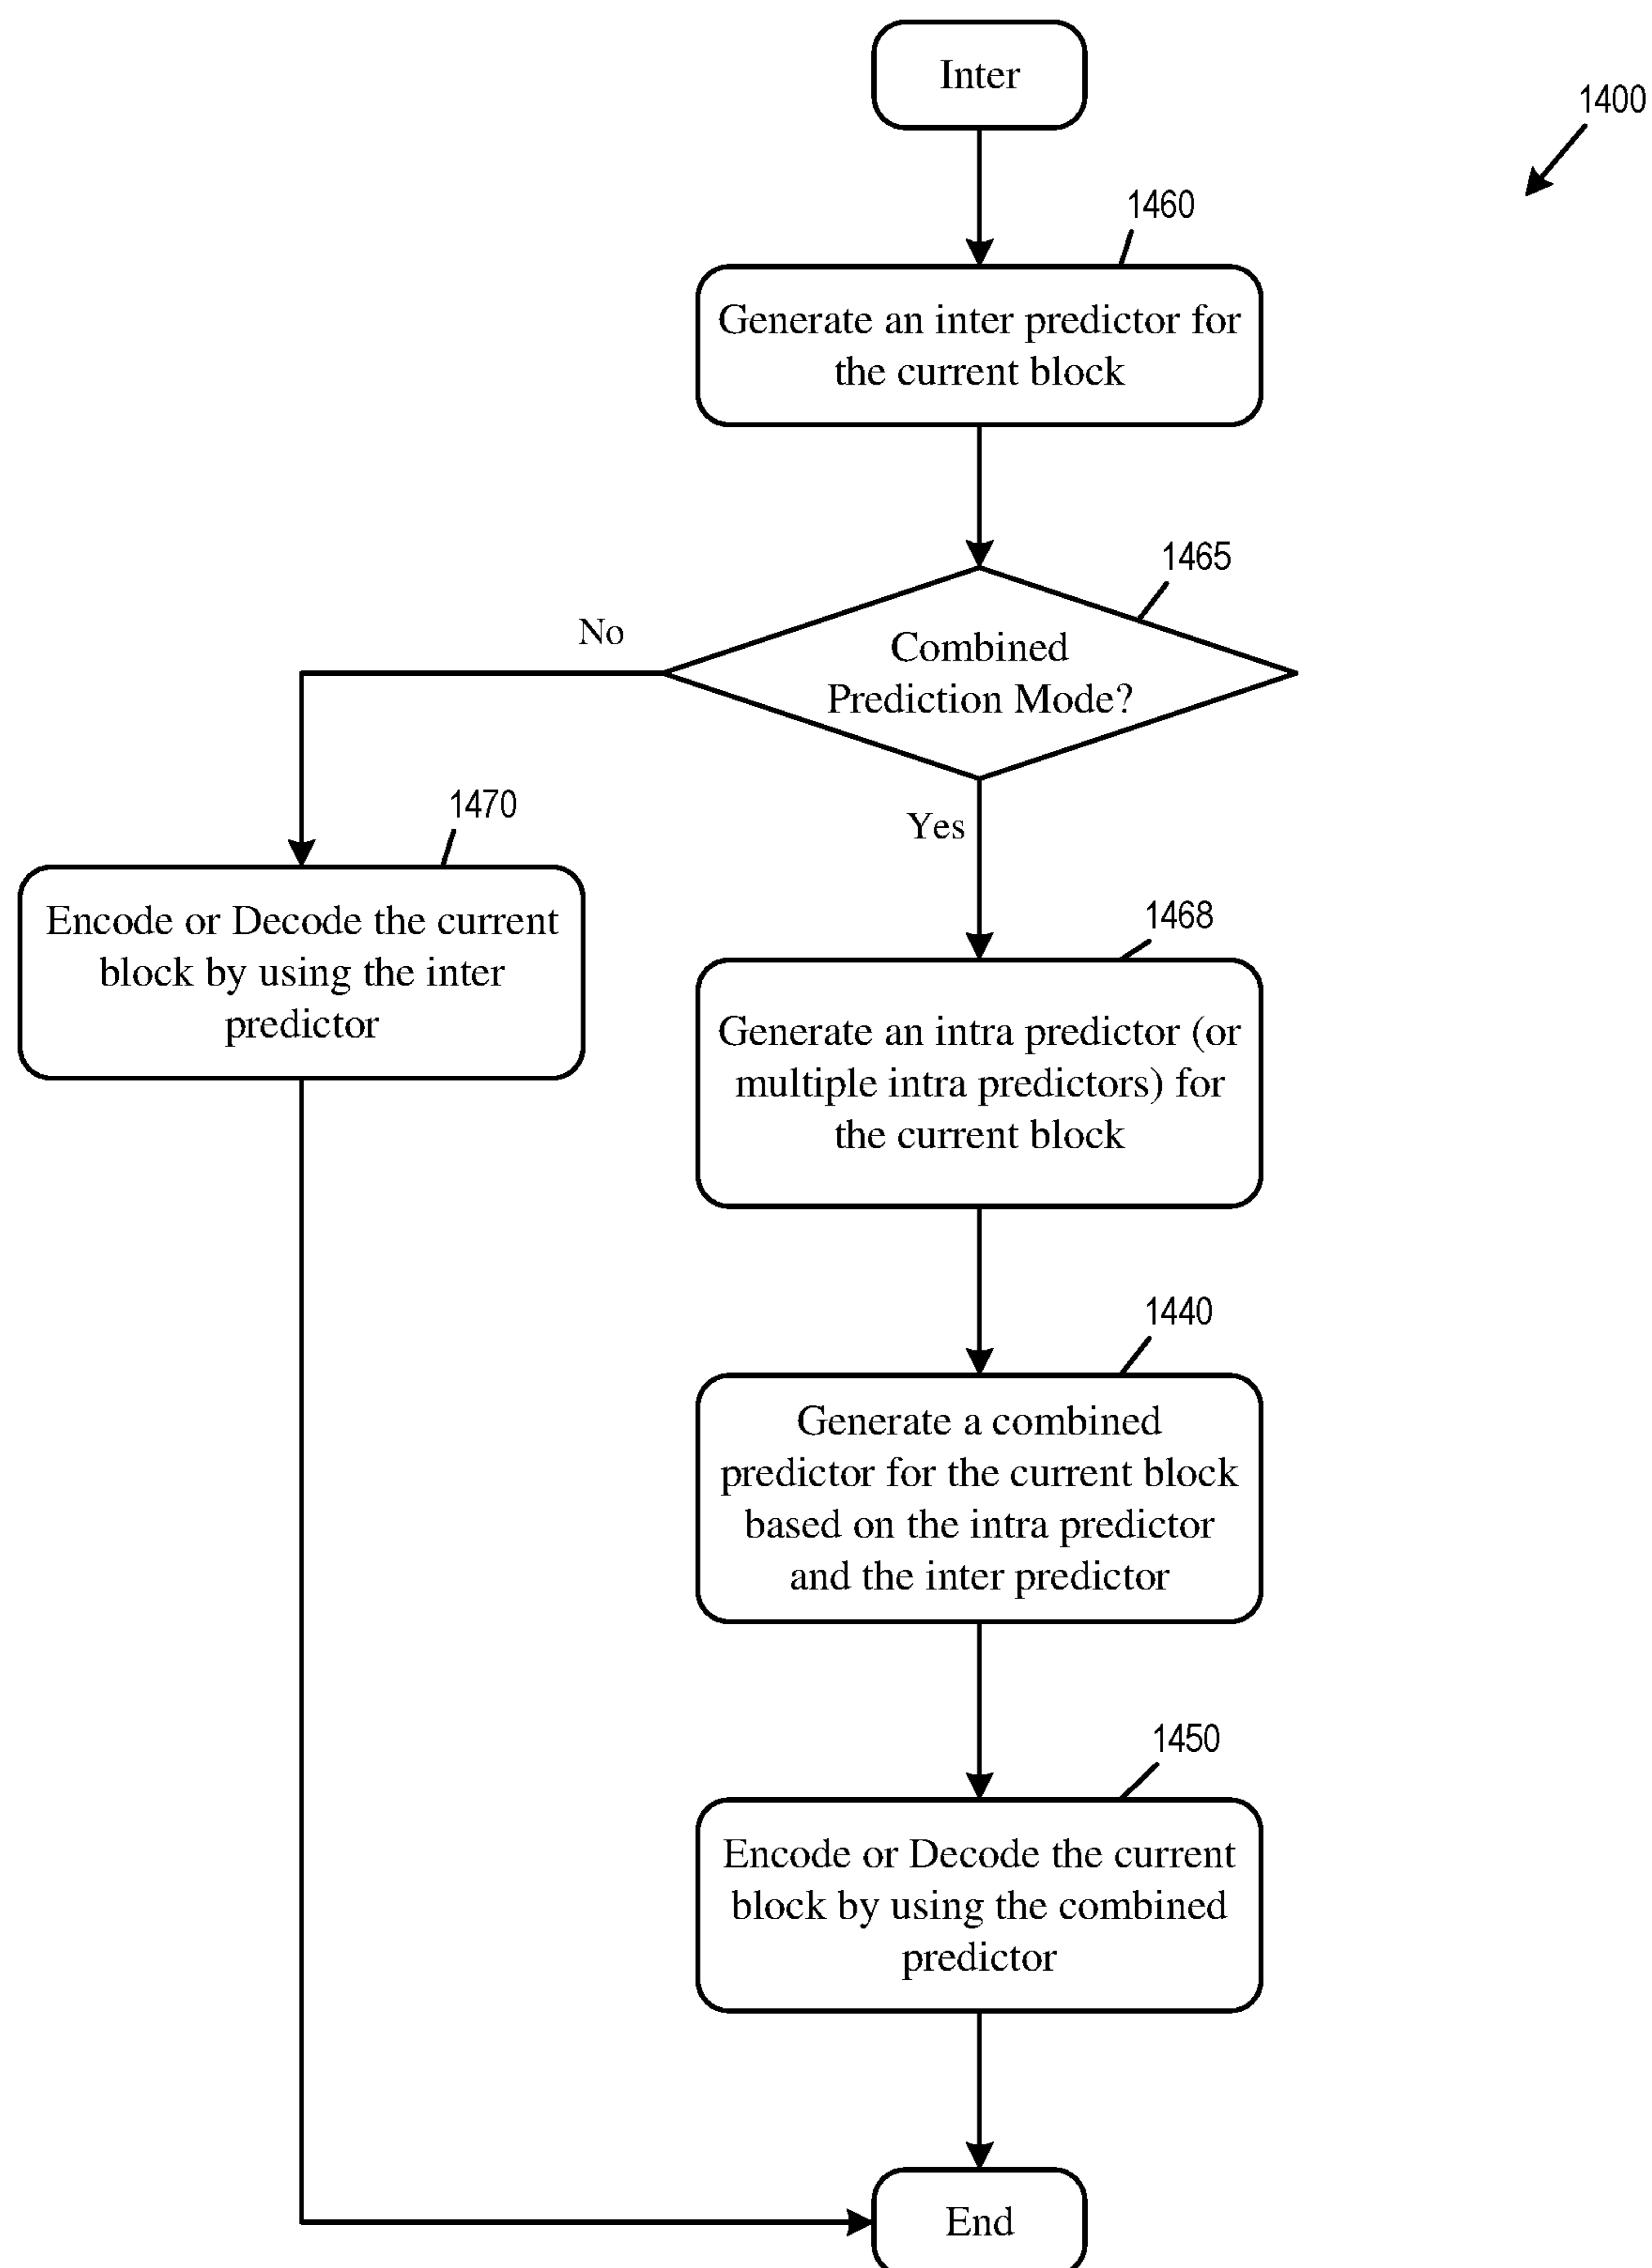 Inter
1400
1460
Generate an inter predictor for
the current block
1465
Combined
Prediction Mode?
No
Yes
1470
Encode or Decode the current
block by using the inter
predictor
1468
Generate an intra predictor (or
multiple intra predictors) for
the current block
1440
Generate a combined
predictor for the current block
based on the intra predictor
and the inter predictor
1450
Encode or Decode the current
block by using the combined
predictor
End